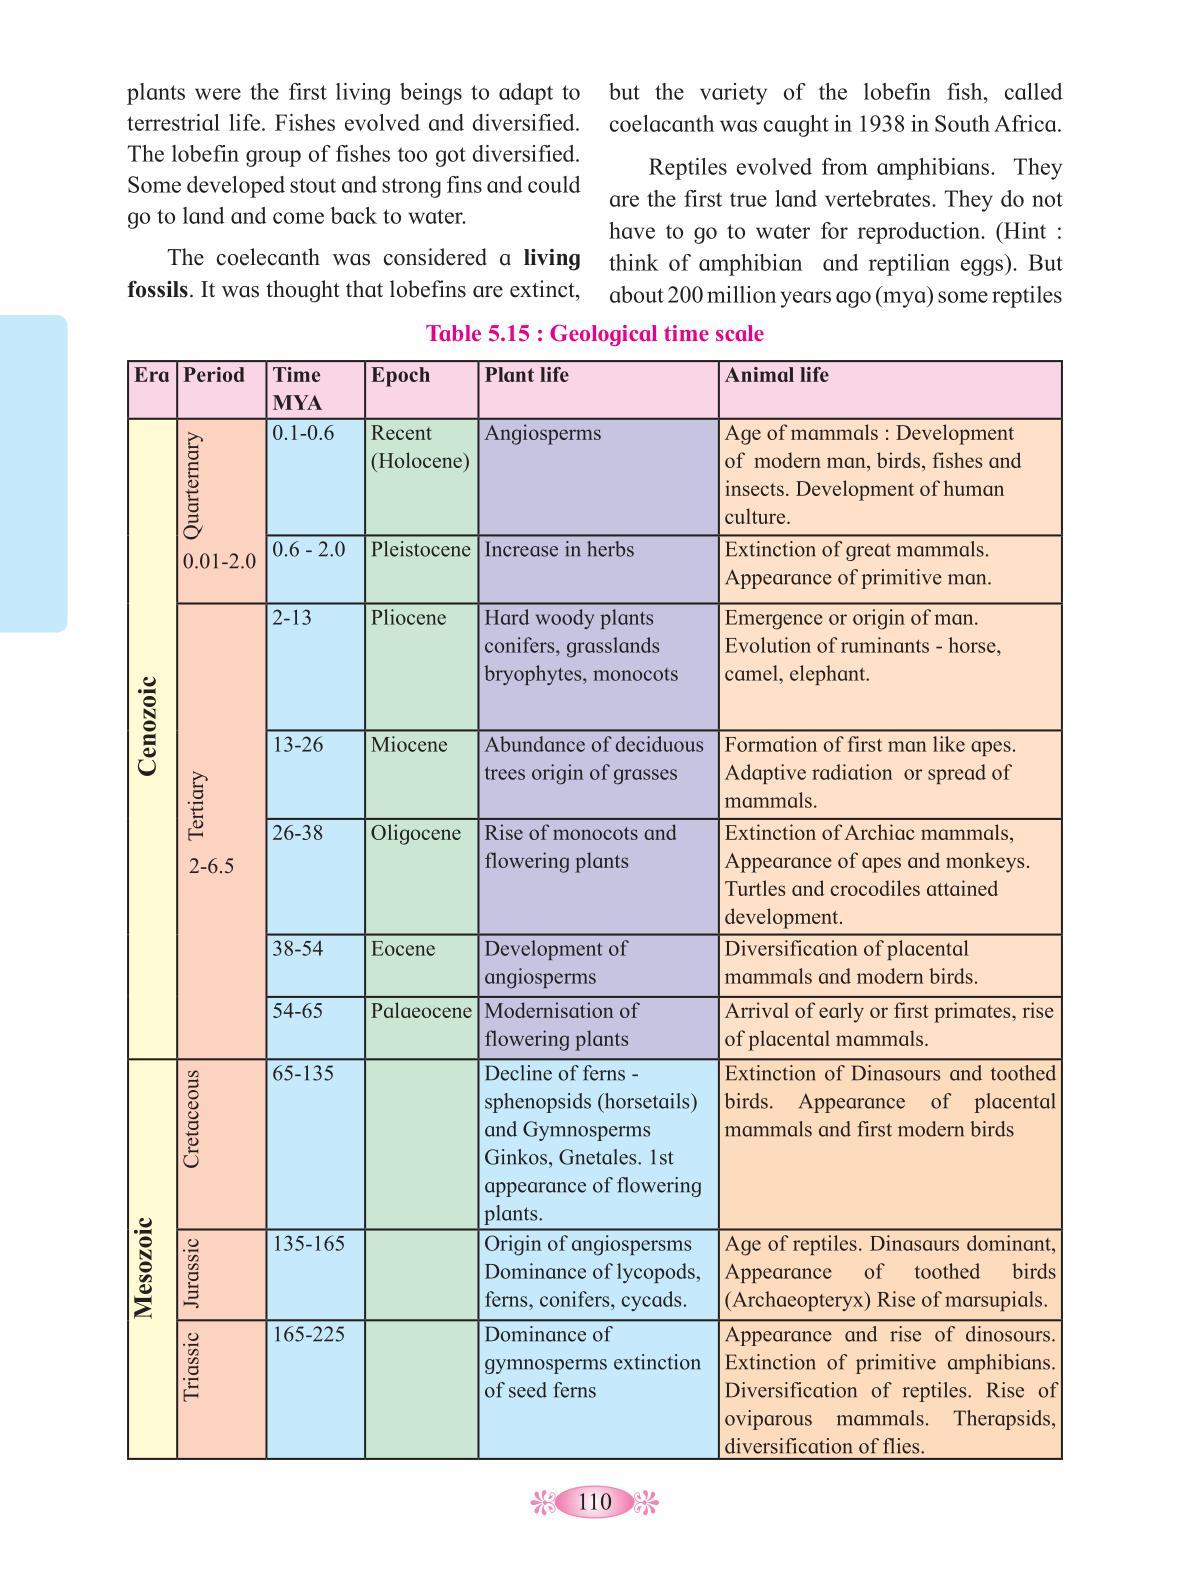 plants were the first living beings to adapt to
terrestrial life. Fishes evolved and diversified.
The lobefin group of fishes too got diversified.
Some developed stout and strong fins and could
go to land and come back to water.
The coelecanth was considered a living
fossils. It was thought that lobefins are extinct,
but the variety of the lobefin fish, called
coelacanth was caught in 1938 in South Africa.
Reptiles evolved from amphibians. They
are the first true land vertebrates. They do not
have to go to water for reproduction. (Hint :
think of amphibian and reptilian eggs). But
about 200 million years ago (mya) some reptiles
Table 5.15 : Geological time scale
Era Period Time MYA Epoch Plant life Animal life
Cenozoic
Quarternary
0.01-2.0
0.1-0.6
Recent
(Holocene)
Angiosperms
Age of mammals : Development
of modern man, birds, fishes and
insects. Development of human
culture.
0.6 - 2.0
Pleistocene
Increase in herbs
Extinction of great mammals.
Appearance of primitive man.
Tertiary
2-6.5
2-13
Pliocene
Hard woody plants
conifers, grasslands
bryophytes, monocots
Emergence or origin of man.
Evolution of ruminants - horse,
camel, elephant.
13-26
Miocene
Abundance of deciduous
trees origin of grasses
Formation of first man like apes.
Adaptive radiation or spread of
mammals.
26-38
Oligocene
Rise of monocots and
flowering plants
Extinction of Archiac mammals,
Appearance of apes and monkeys.
Turtles and crocodiles attained
development.
38-54
Eocene
Development of
angiosperms
Diversification of placental
mammals and modern birds.
54-65
Palaeocene
Modernisation of
flowering plants
Arrival of early or first primates, rise
of placental mammals.
Mesozoic
Cretaceous
65-135
Decline of ferns -
sphenopsids (horsetails)
and Gymnosperms
Ginkos, Gnetales. 1st
appearance of flowering
plants.
Extinction of Dinasours and toothed
birds. Appearance of placental
mammals and first modern birds
Jurassic
135-165
Origin of angiospersms
Dominance of lycopods,
ferns, conifers, cycads.
Age of reptiles. Dinasaurs dominant,
Appearance of toothed birds
(Archaeopteryx) Rise of marsupials.
Triassic
165-225
Dominance of
gymnosperms extinction
of seed ferns
Appearance and rise of dinosours.
Extinction of primitive amphibians.
Diversification of reptiles. Rise of
oviparous mammals. Therapsids,
diversification of flies.
110